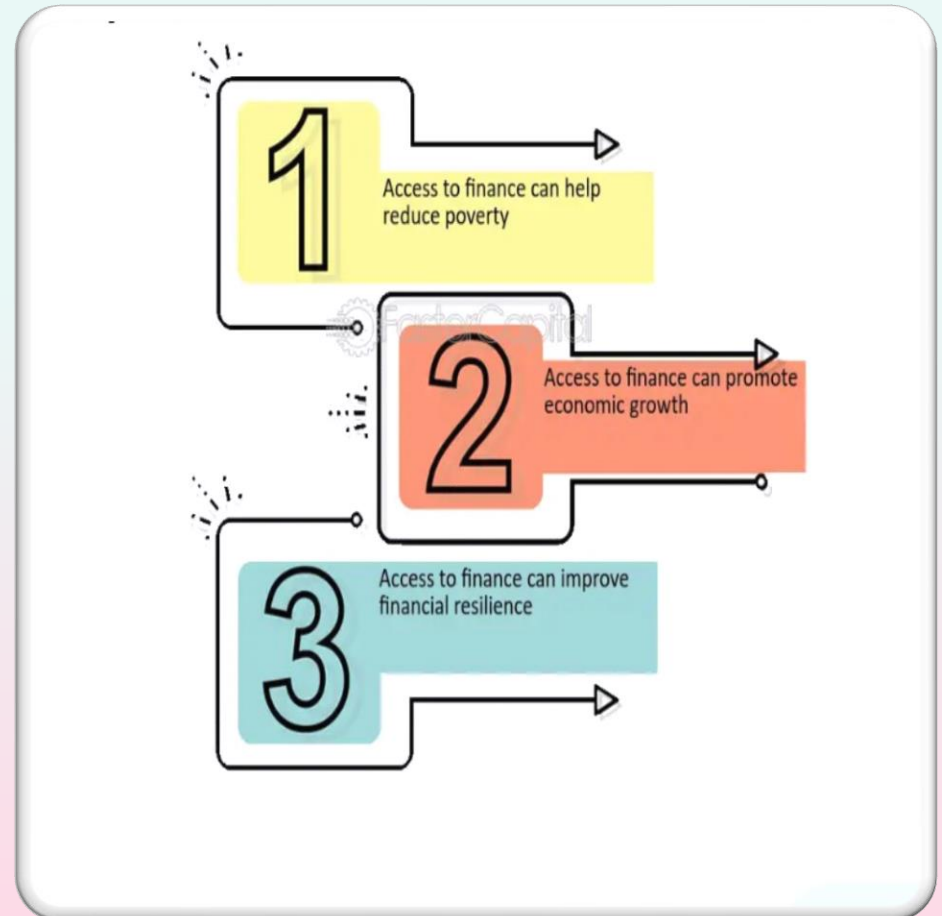 1
Access to finance can help
reduce poverty
FasterCapital
2
Access to finance can promote
economic growth
3
Access to finance can improve
financial resilience